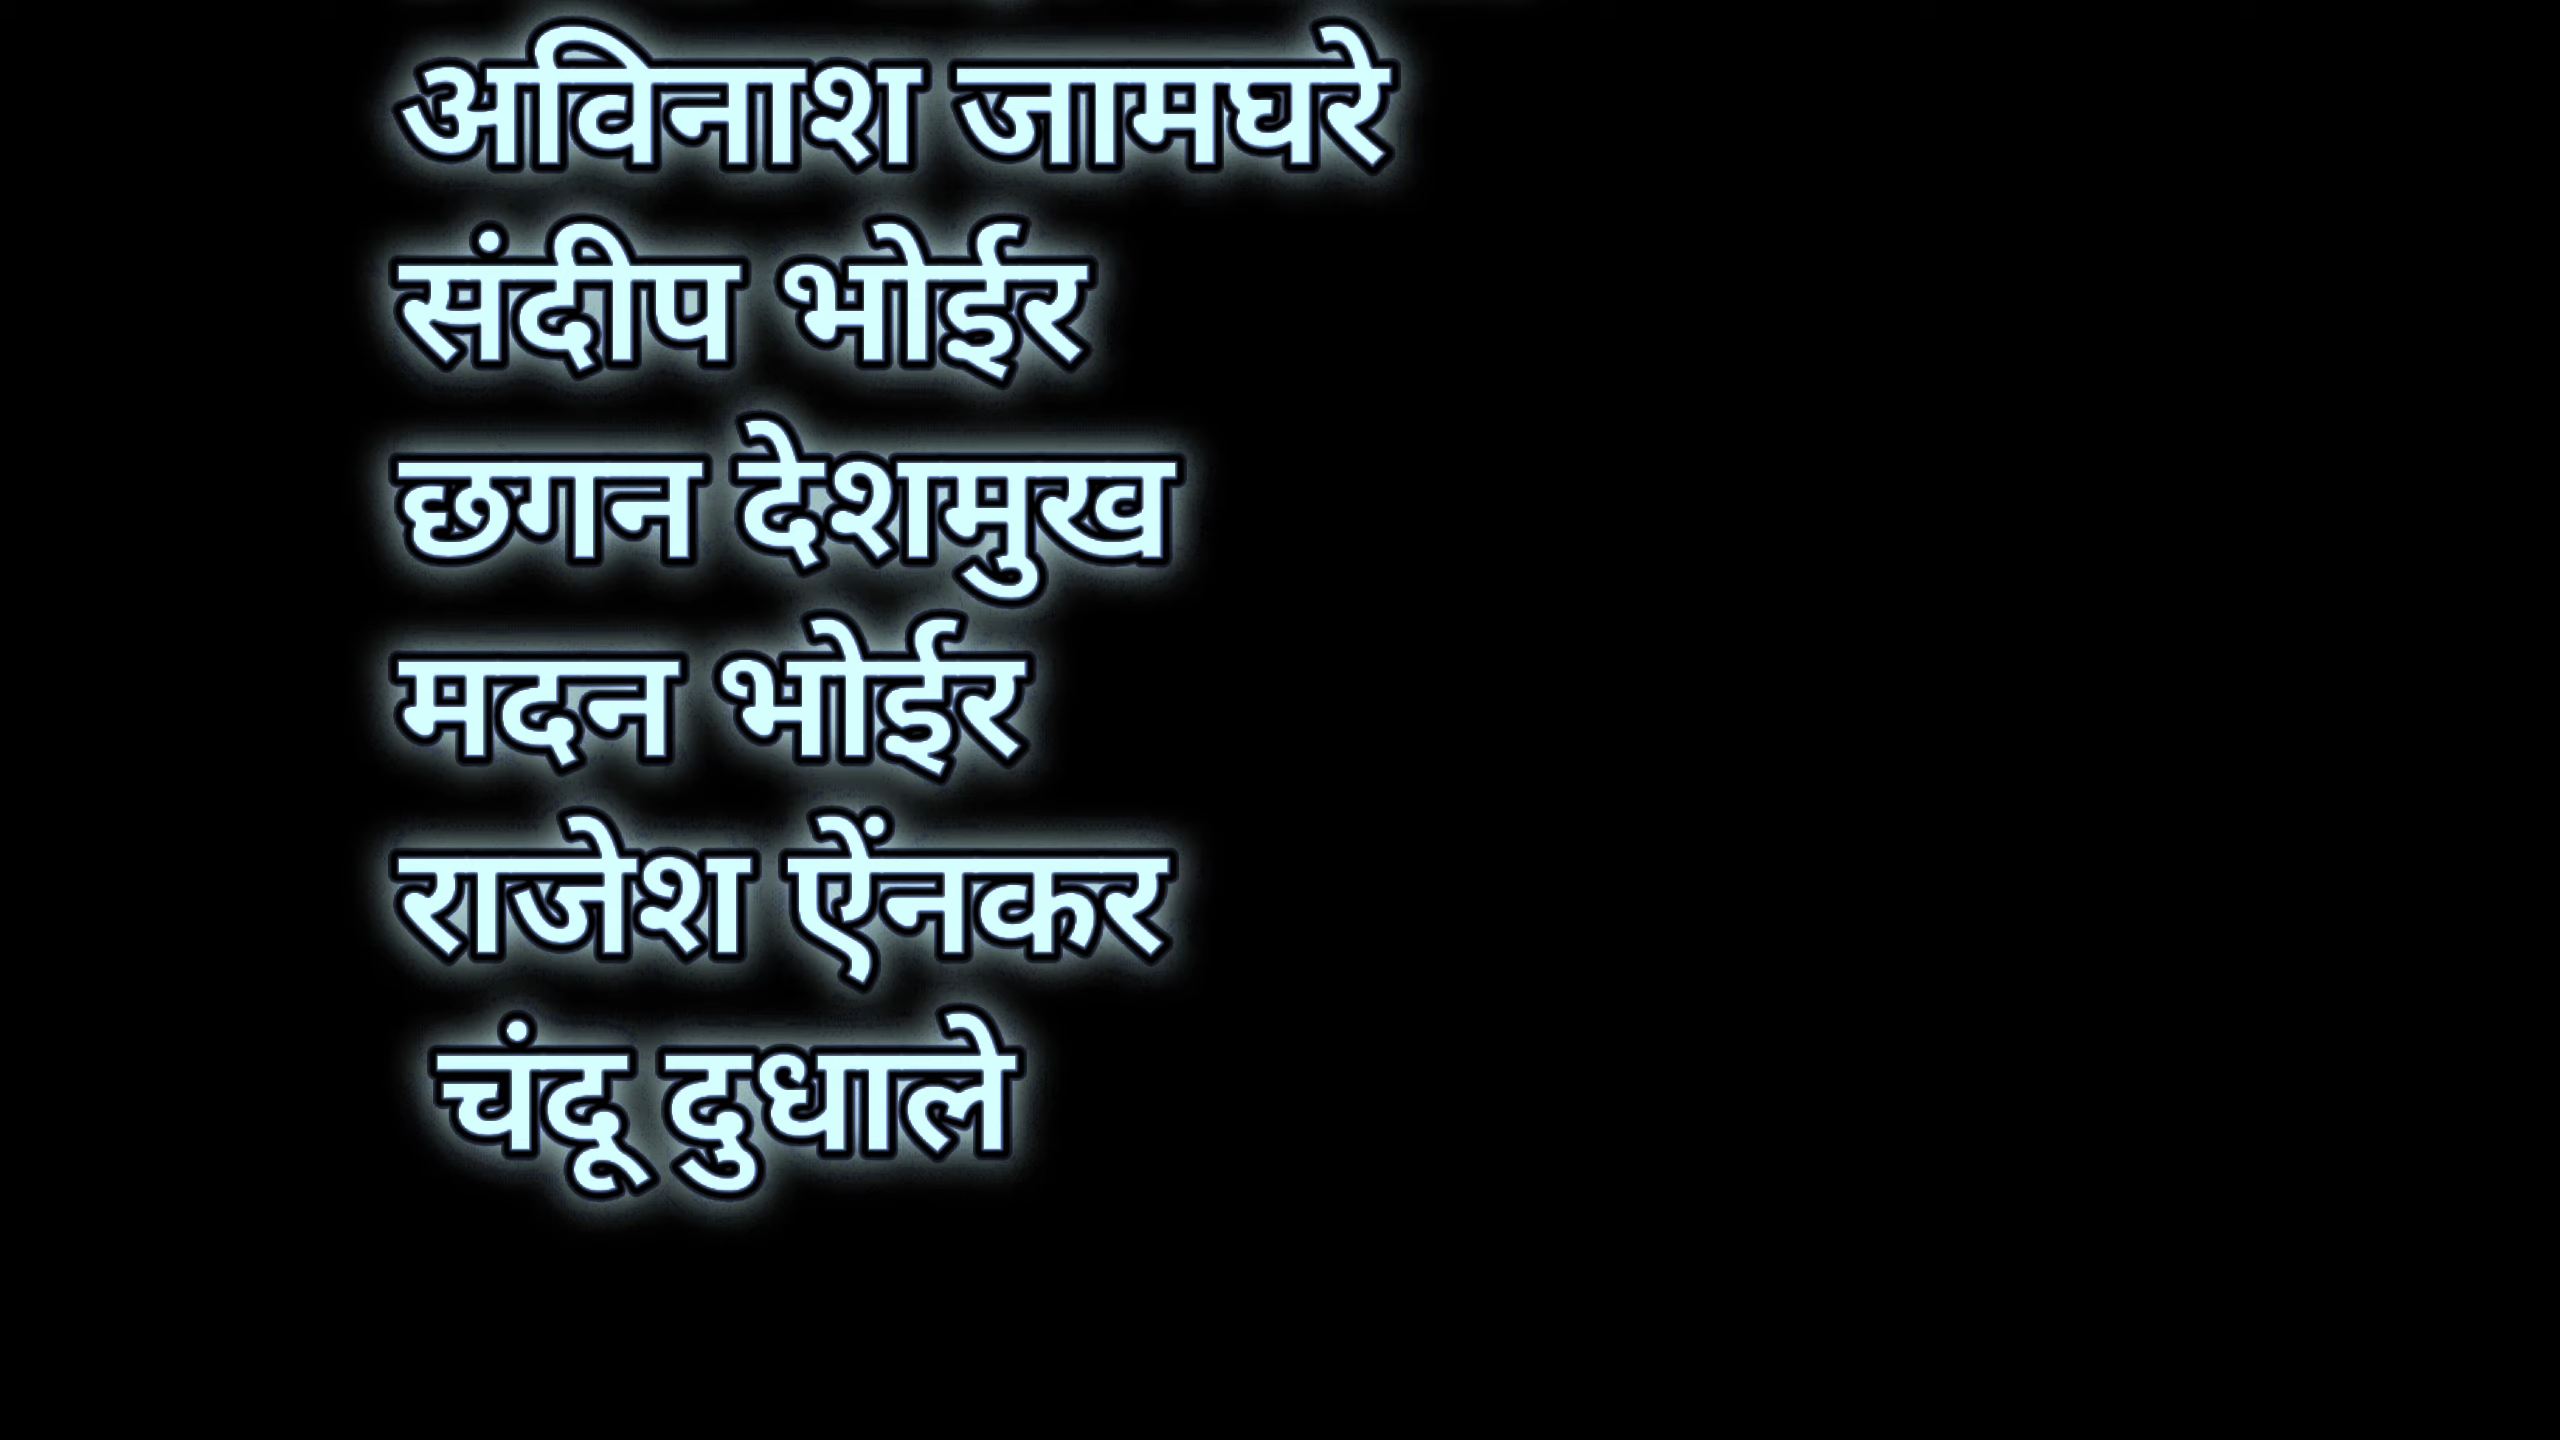 अविनाश जामघरे
संदीप भोईर
छगन देशमुख
मदन भोईर
राजेश ऐंनकर
चंदू दुधाले